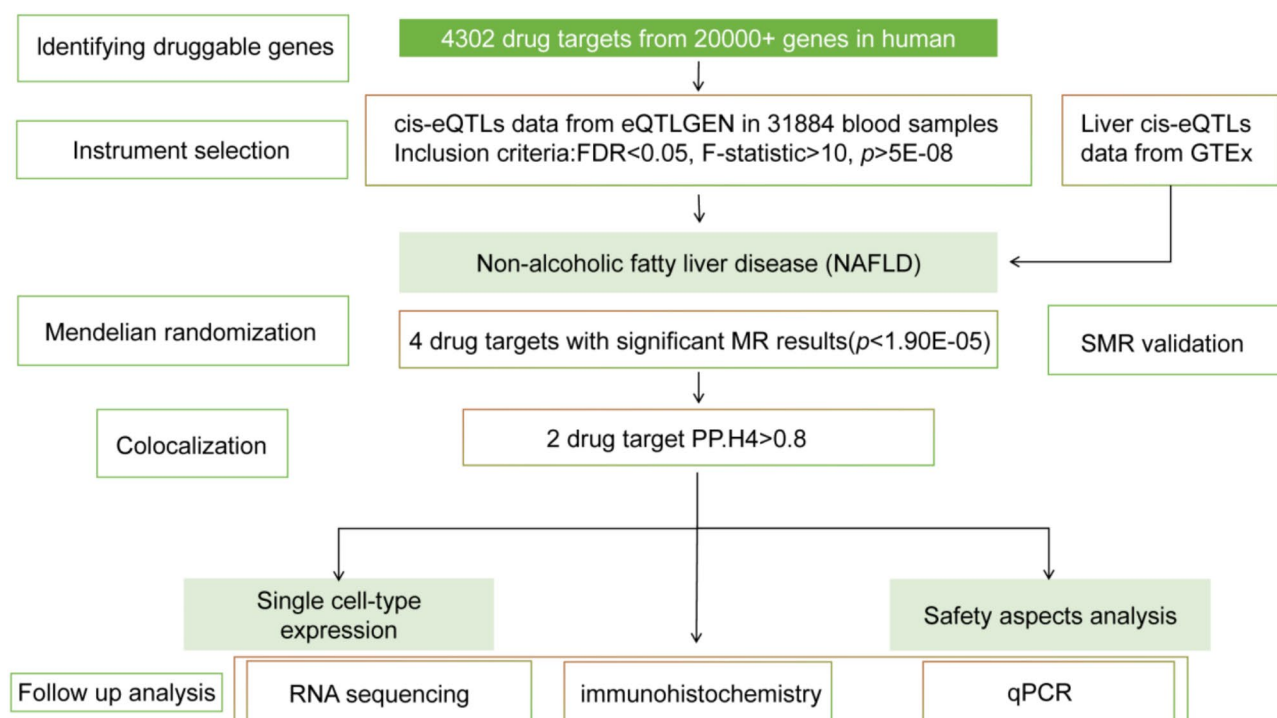 Identifying druggable genes
4302 drug targets from 20000+ genes in human
Instrument selection
cis-eQTLs data from eQTLGEN in 31884 blood samples
Inclusion criteria:FDR<0.05, F-statistic>10, p>5E-08
Liver cis-eQTLs
data from GTEx
Non-alcoholic fatty liver disease (NAFLD)
Mendelian randomization
4 drug targets with significant MR results(p<1.90E-05)
SMR validation
Colocalization
2 drug target PP.H4>0.8
Single cell-type
expression
Safety aspects analysis
Follow up analysis
RNA sequencing
immunohistochemistry
qPCR